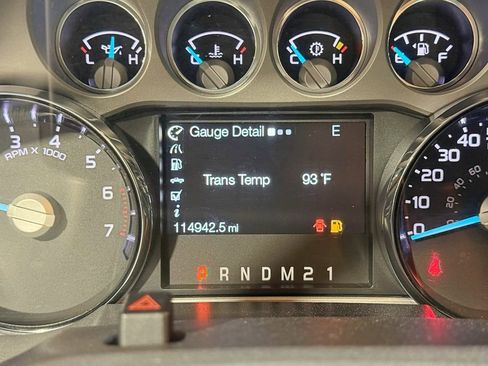 L H C H C H E F
3 4 5 6 7
RPM X 1000
Gauge Detail E
Trans Temp 93 °F
114942.5 mi
P R N D M 2 1
40
30
20
10
0